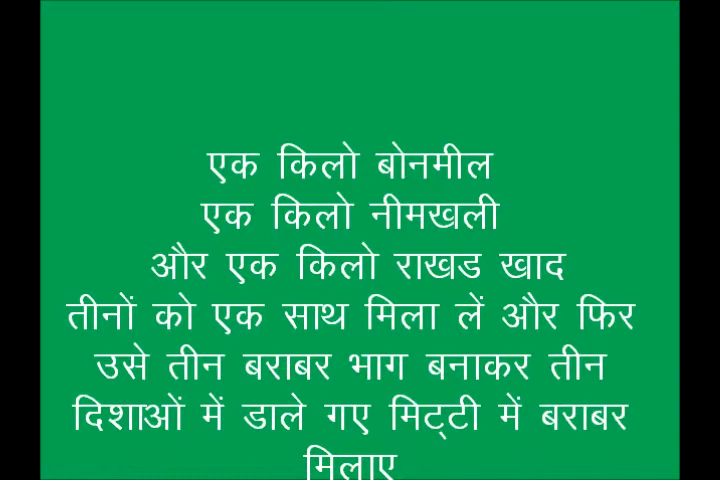 एक किलो बोनमील
एक किलो नीमखली
और एक किलो राखड खाद
तीनों को एक साथ मिला लें और फिर
उसे तीन बराबर भाग बनाकर तीन
दिशाओं में डाले गए मिट्टी में बराबर
मिलाए